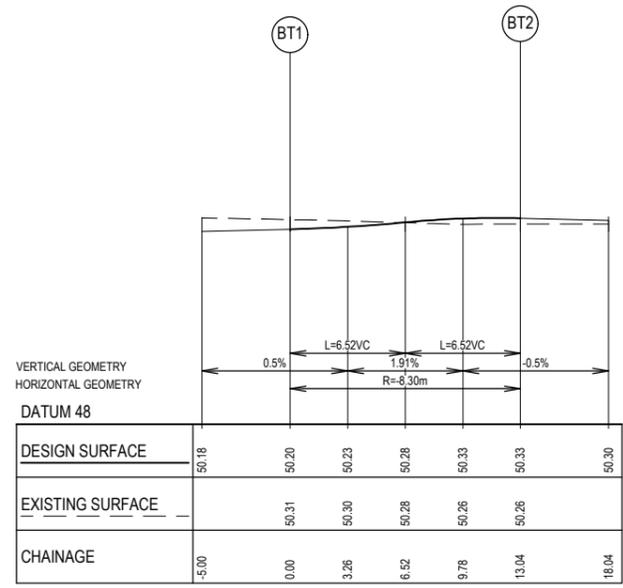 BT1
BT2
L=6.52VC
L=6.52VC
VERTICAL GEOMETRY
0.5%
1.91%
-0.5%
HORIZONTAL GEOMETRY
R=-8.30m
DATUM 48
DESIGN SURFACE
50.18
50.20
50.23
50.28
50.33
50.33
50.30
EXISTING SURFACE
50.31
50.30
50.28
50.26
50.26
CHAINAGE
-5.00
0.00
3.26
6.52
9.78
13.04
18.04